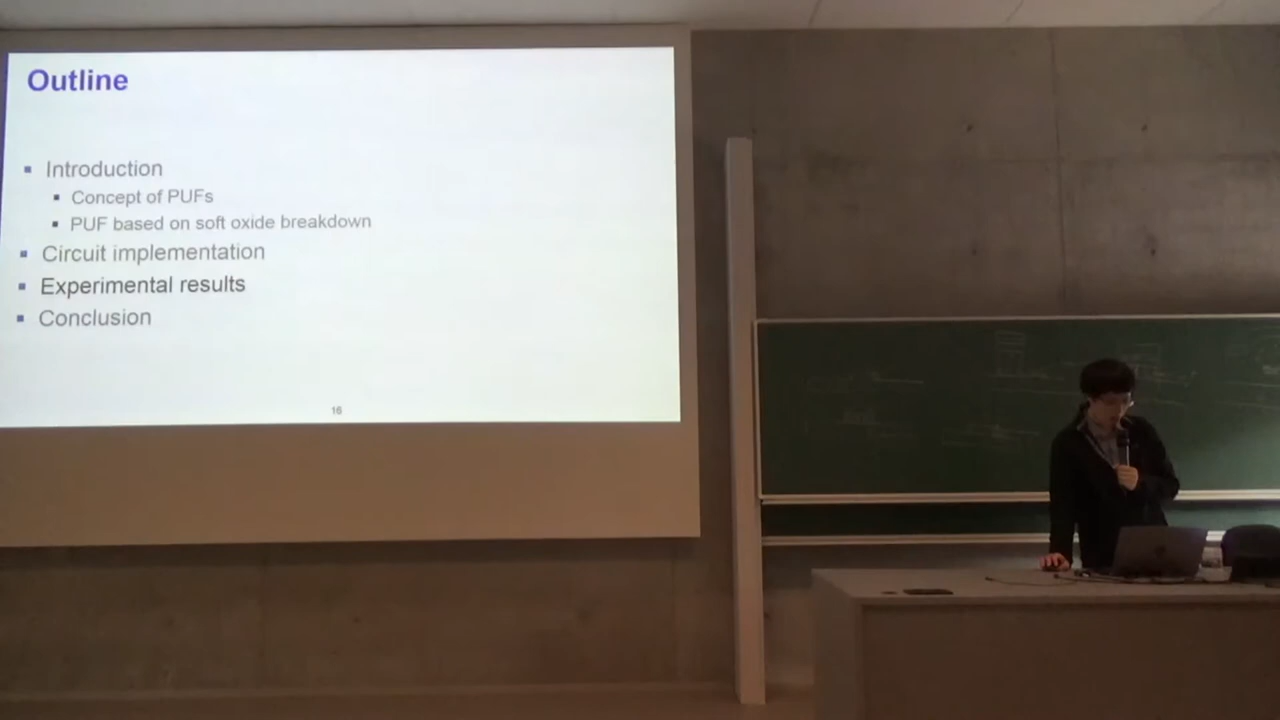 Outline
Introduction
Concept of PUFs
PUF based on soft oxide breakdown
Circuit implementation
Experimental results
Conclusion
16